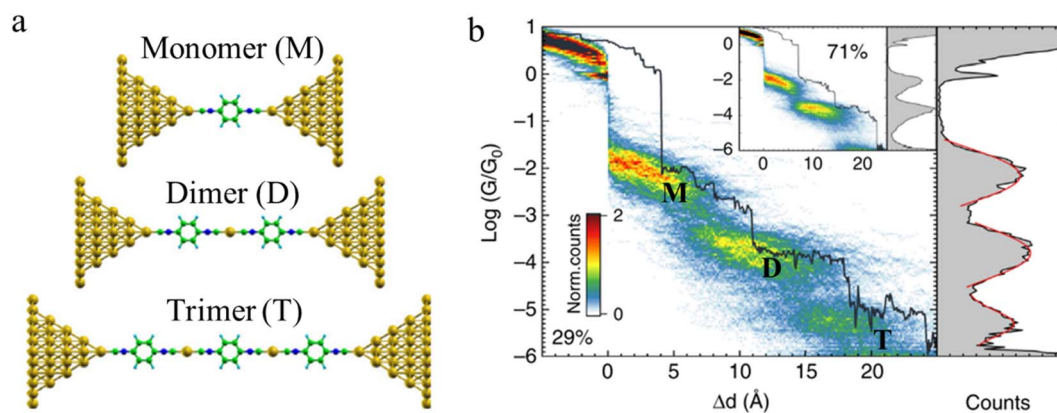 a
Monomer (M)
Dimer (D)
Trimer (T)
b
1
0
−1
−2
−3
−4
−5
−6
Log (G/G₀)
0
5
10
15
20
Δd (Å)
Counts
M
D
T
Norm.counts
2
0
29%
71%
0
−2
−4
−6
0
10
20